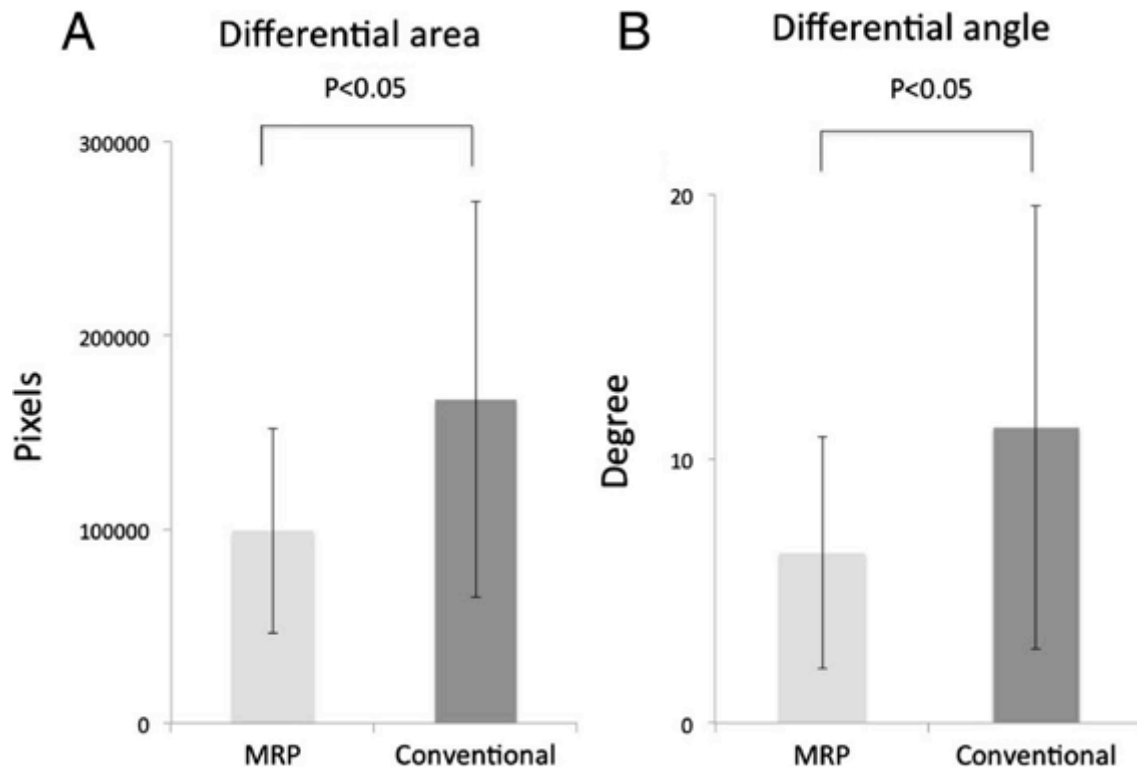 A Differential area
P<0.05
300000
200000
100000
0
Pixels
MRP Conventional
B Differential angle
P<0.05
20
10
0
Degree
MRP Conventional